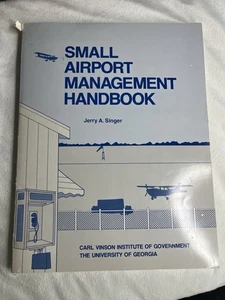 SMALL
AIRPORT
MANAGEMENT
HANDBOOK
Jerry A. Singer
CARL VINSON INSTITUTE OF GOVERNMENT
THE UNIVERSITY OF GEORGIA